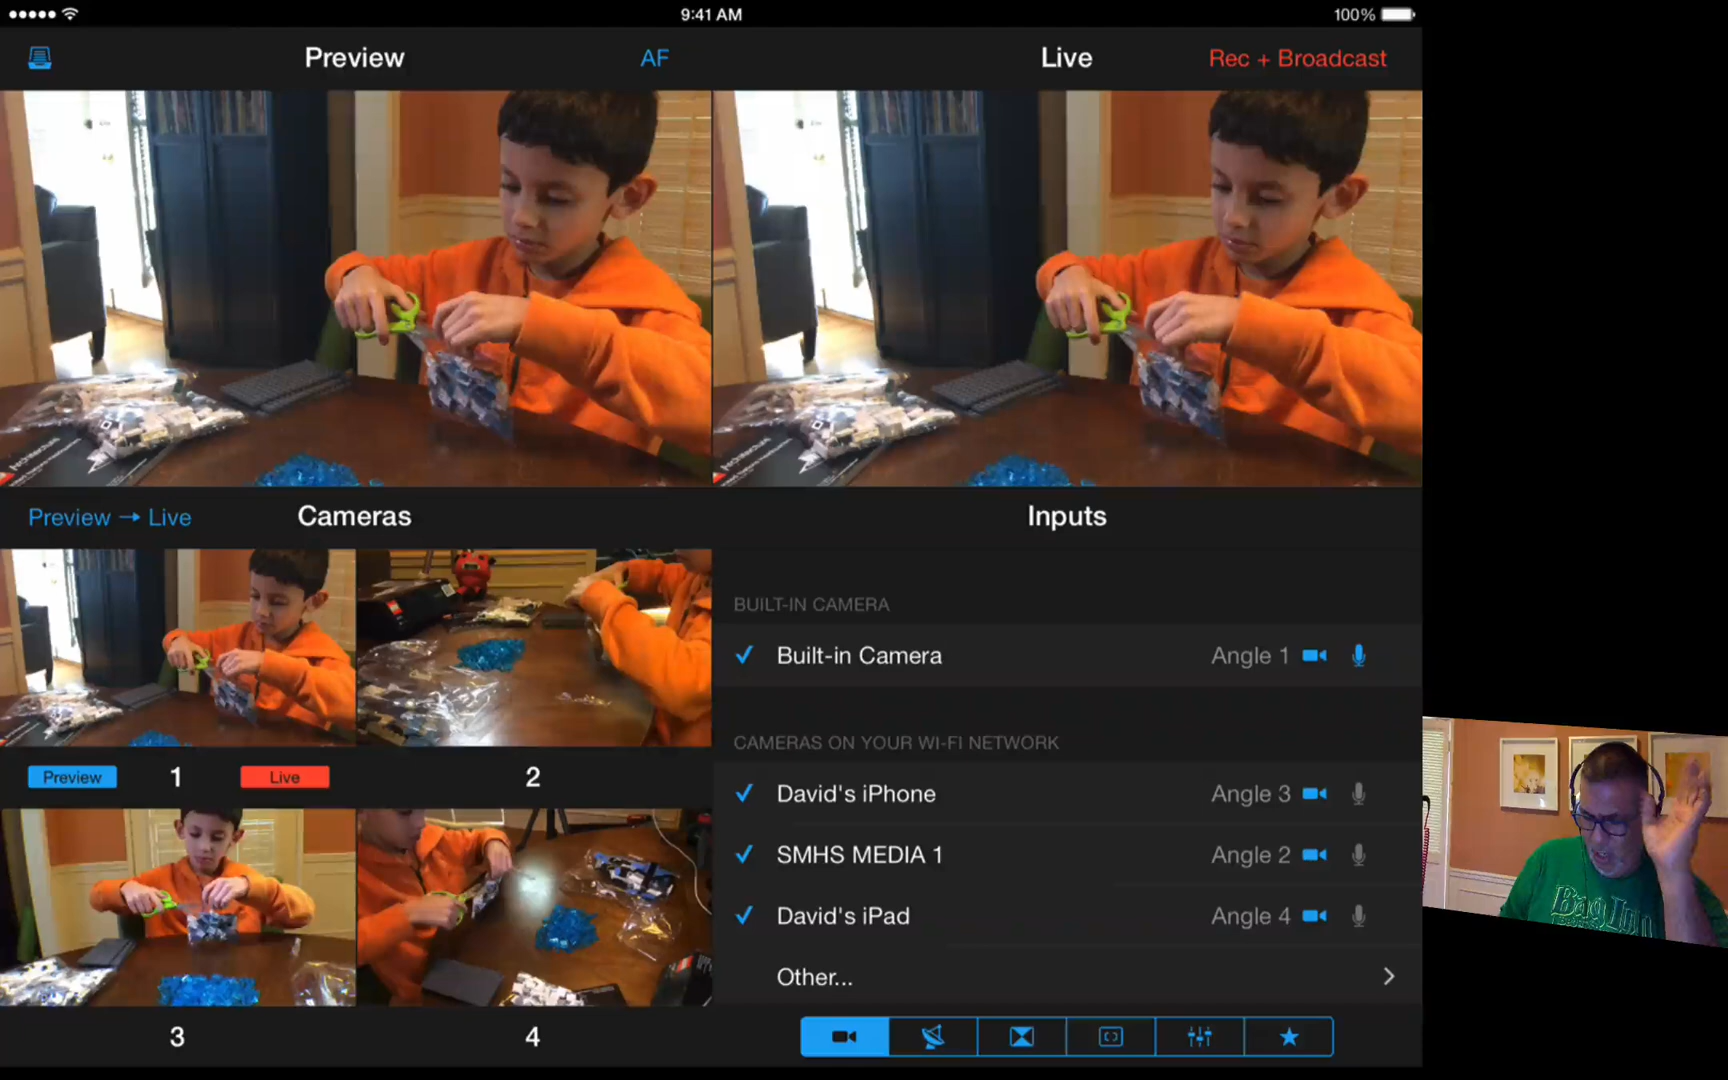 9:41 AM
100%
Preview
AF
Live
Rec + Broadcast
Architecture
Preview → Live
Cameras
Inputs
BUILT-IN CAMERA
✓ Built-in Camera Angle 1
CAMERAS ON YOUR WI-FI NETWORK
Preview 1 Live
2
✓ David's iPhone Angle 3
✓ SMHS MEDIA 1 Angle 2
✓ David's iPad Angle 4
Other...
3
4